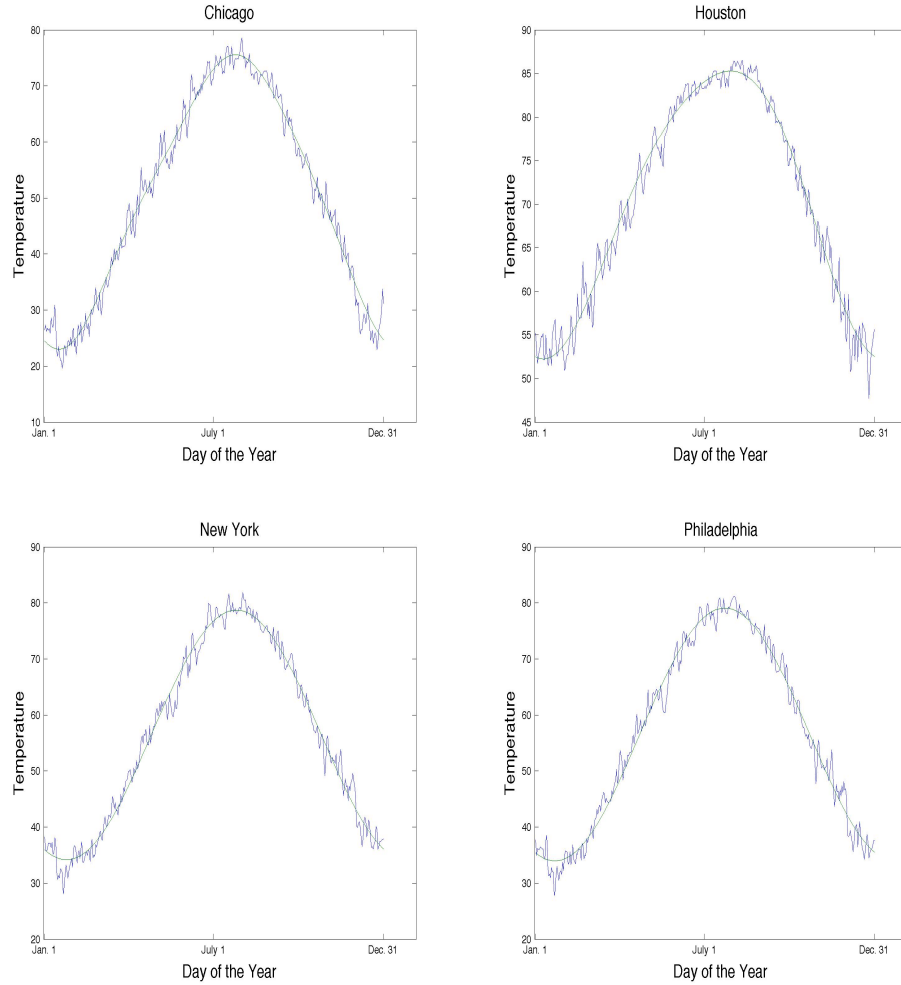 Chicago
80
70
60
50
40
30
20
10
Temperature
Jan. 1 July 1 Dec. 31
Day of the Year
Houston
90
85
80
75
70
65
60
55
50
45
Temperature
Jan. 1 July 1 Dec. 31
Day of the Year
New York
90
80
70
60
50
40
30
20
Temperature
Jan. 1 July 1 Dec. 31
Day of the Year
Philadelphia
90
80
70
60
50
40
30
20
Temperature
Jan. 1 July 1 Dec. 31
Day of the Year